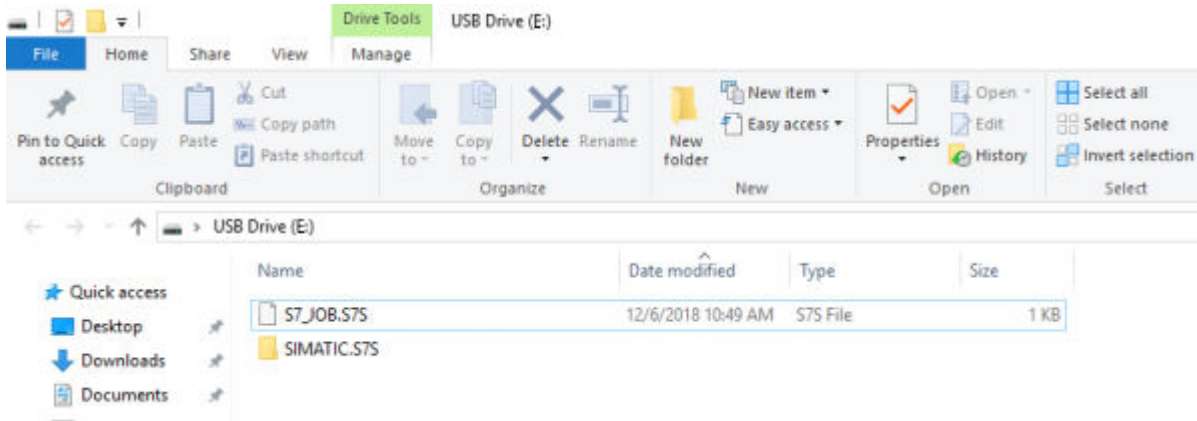 Drive Tools USB Drive (E:)
File Home Share View Manage
Pin to Quick access
Copy
Paste
Cut
Copy path
Paste shortcut
Clipboard
Move to
Copy to
Delete
Rename
Organize
New folder
New item
Easy access
New
Properties
Open
Edit
History
Open
Select all
Select none
Invert selection
Select
USB Drive (E:)
Quick access
Desktop
Downloads
Documents
Name Date modified Type Size
S7_JOB.S7S 12/6/2018 10:49 AM S7S File 1 KB
SIMATIC.S7S